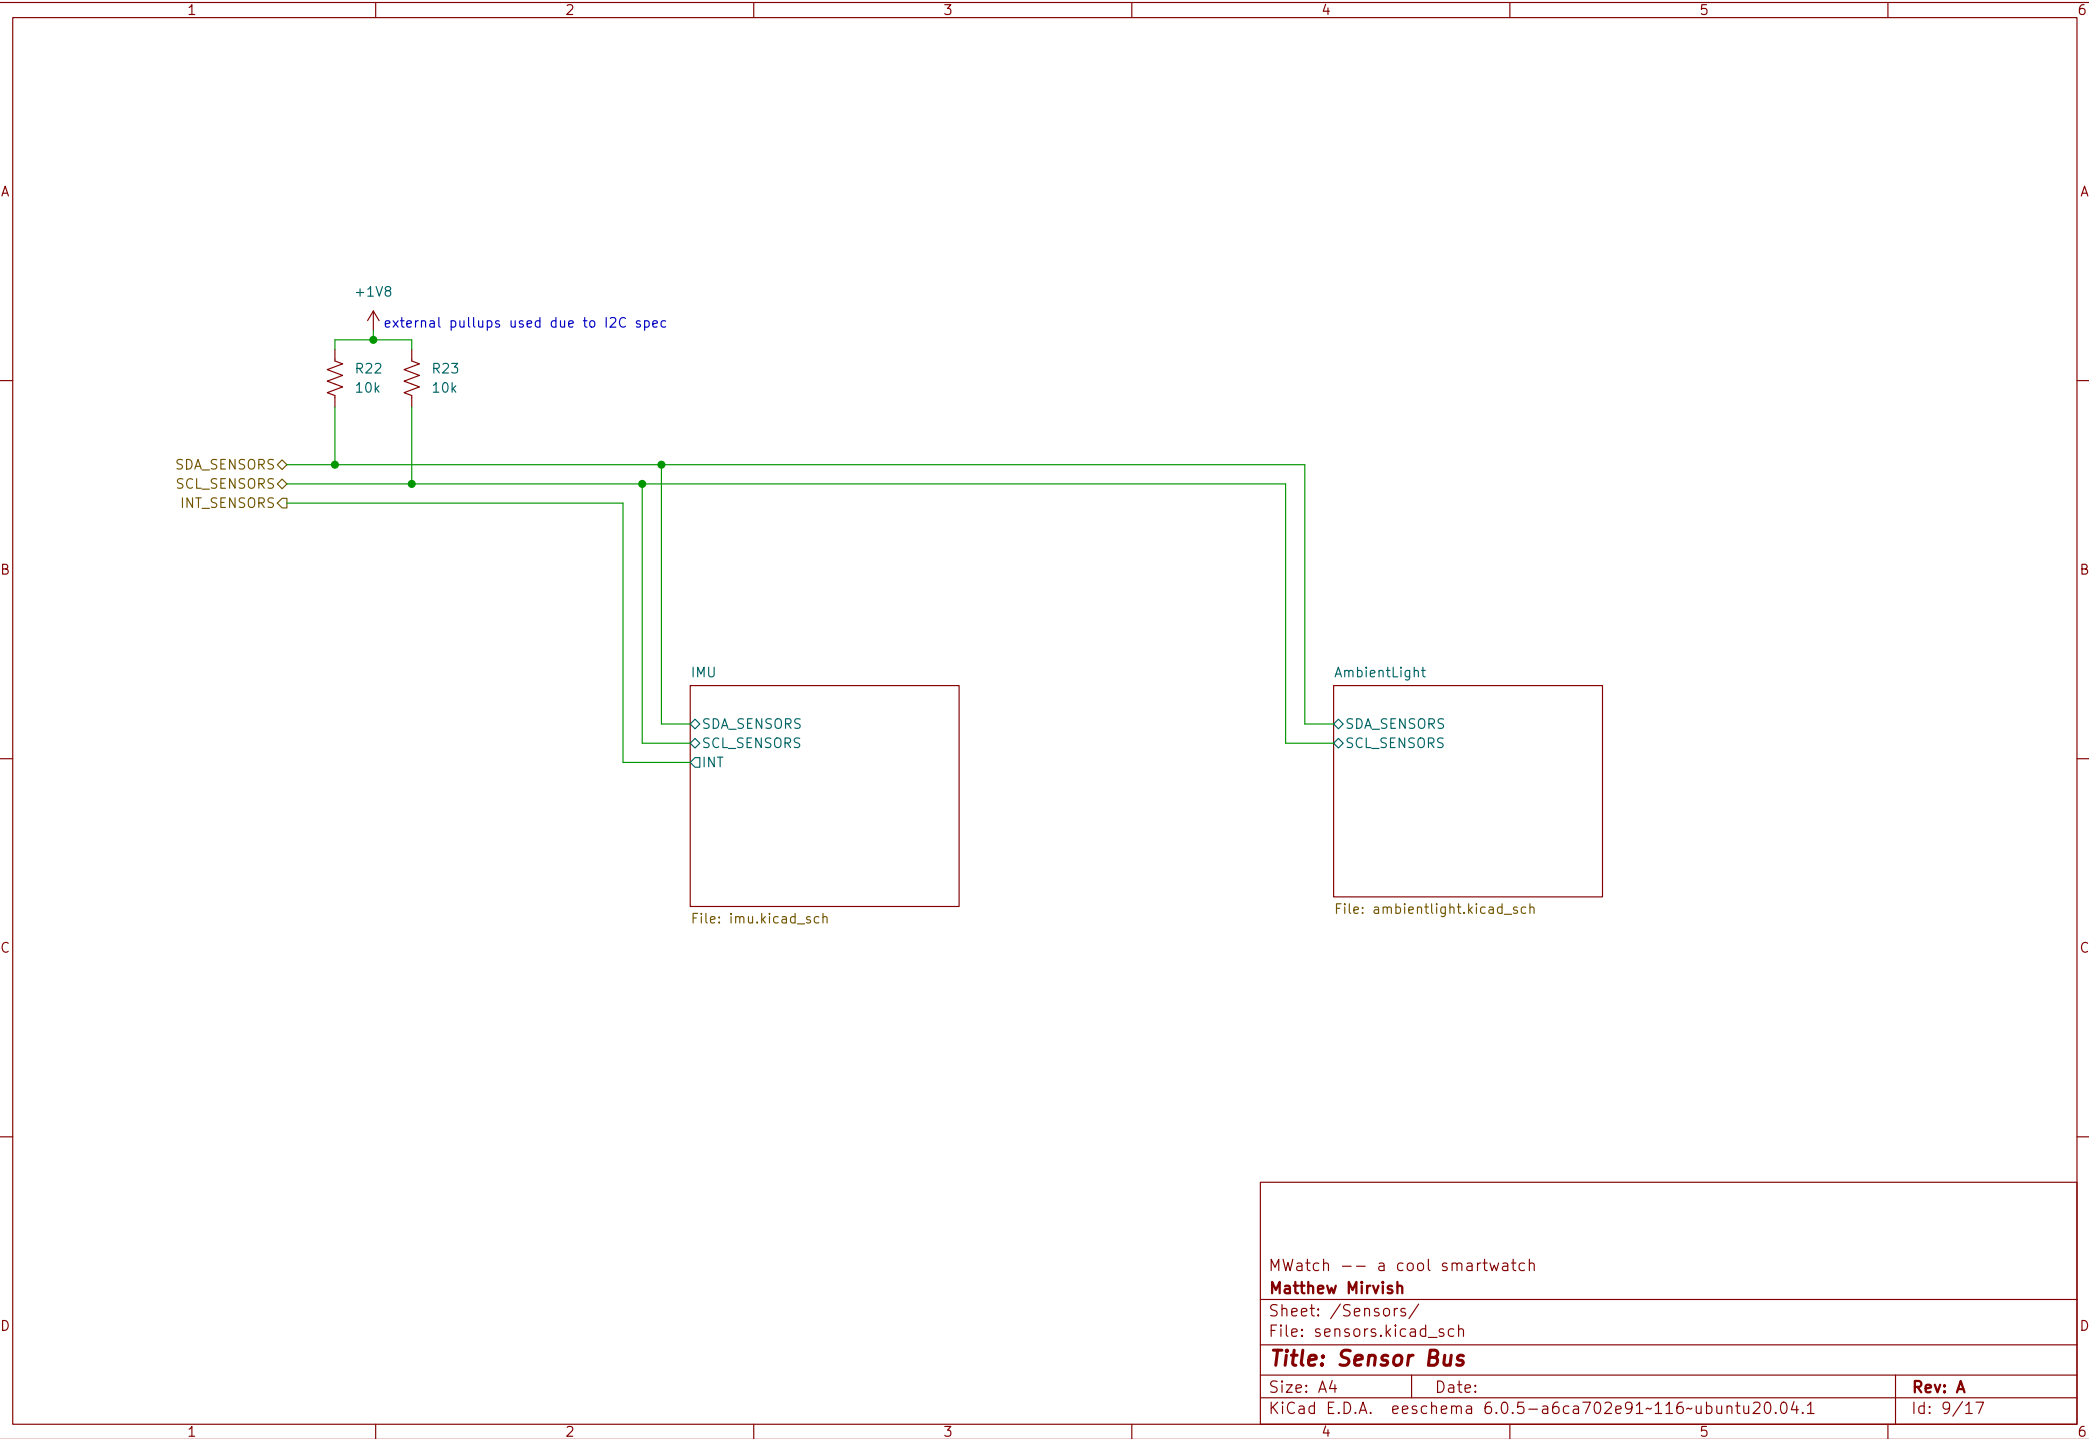 1 2 3 4 5 6
A A
+1V8
external pullups used due to I2C spec
R22 R23
10k 10k
SDA_SENSORS
SCL_SENSORS
INT_SENSORS
B B
IMU AmbientLight
SDA_SENSORS SDA_SENSORS
SCL_SENSORS SCL_SENSORS
INT
File: imu.kicad_sch File: ambientlight.kicad_sch
C C
MWatch -- a cool smartwatch
Matthew Mirvish
Sheet: /Sensors/
D D
File: sensors.kicad_sch
Title: Sensor Bus
Size: A4 Date: Rev: A
KiCad E.D.A. eeschema 6.0.5-a6ca702e91~116~ubuntu20.04.1 Id: 9/17
1 2 3 4 5 6